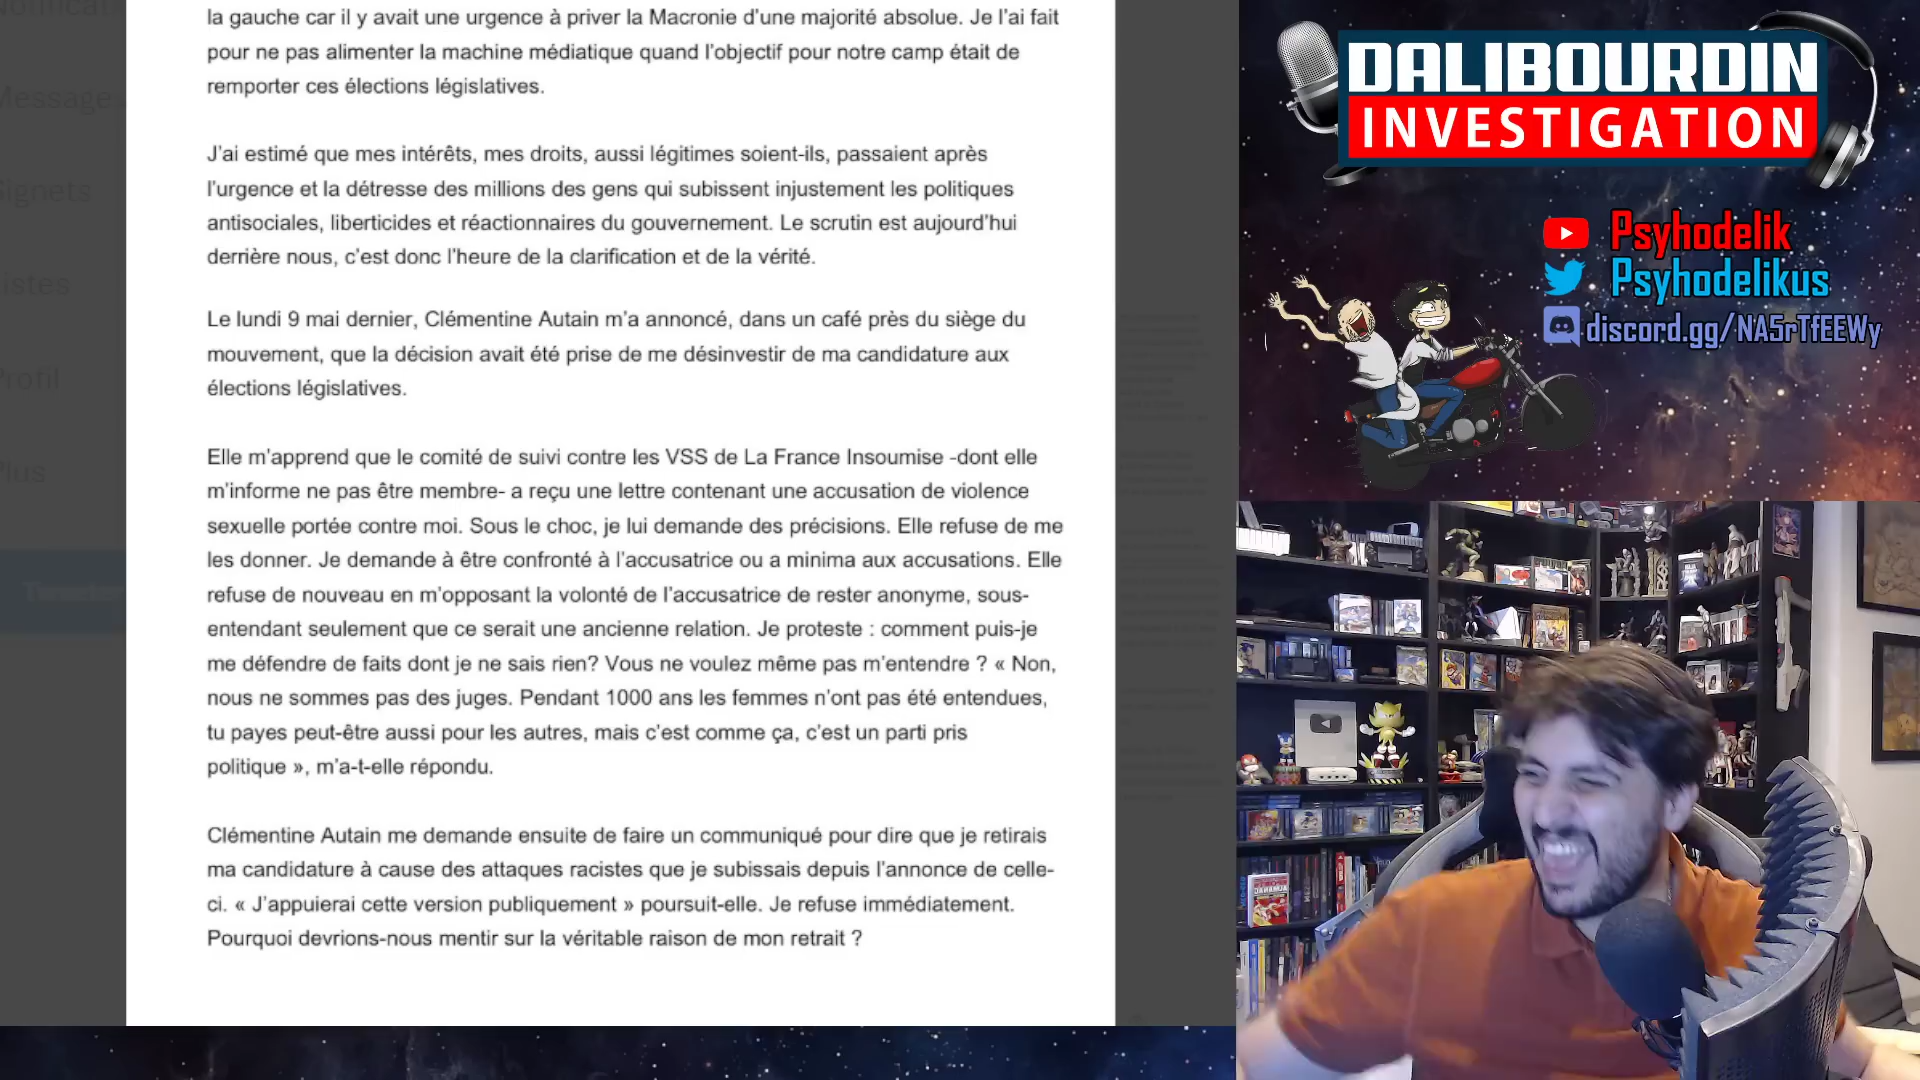 la gauche car il y avait une urgence à priver la Macronie d'une majorité absolue. Je l'ai fait
pour ne pas alimenter la machine médiatique quand l'objectif pour notre camp était de
remporter ces élections législatives.
J'ai estimé que mes intérêts, mes droits, aussi légitimes soient-ils, passaient après
l'urgence et la détresse des millions des gens qui subissent injustement les politiques
antisociales, liberticides et réactionnaires du gouvernement. Le scrutin est aujourd'hui
derrière nous, c'est donc l'heure de la clarification et de la vérité.
Le lundi 9 mai dernier, Clémentine Autain m'a annoncé, dans un café près du siège du
mouvement, que la décision avait été prise de me désinvestir de ma candidature aux
élections législatives.
Elle m'apprend que le comité de suivi contre les VSS de La France Insoumise -dont elle
m'informe ne pas être membre- a reçu une lettre contenant une accusation de violence
sexuelle portée contre moi. Sous le choc, je lui demande des précisions. Elle refuse de me
les donner. Je demande à être confronté à l'accusatrice ou a minima aux accusations. Elle
refuse de nouveau en m'opposant la volonté de l'accusatrice de rester anonyme, sous-
entendant seulement que ce serait une ancienne relation. Je proteste : comment puis-je
me défendre de faits dont je ne sais rien? Vous ne voulez même pas m'entendre ? « Non,
nous ne sommes pas des juges. Pendant 1000 ans les femmes n'ont pas été entendues,
tu payes peut-être aussi pour les autres, mais c'est comme ça, c'est un parti pris
politique », m'a-t-elle répondu.
Clémentine Autain me demande ensuite de faire un communiqué pour dire que je retirais
ma candidature à cause des attaques racistes que je subissais depuis l'annonce de celle-
ci. « J'appuierai cette version publiquement » poursuit-elle. Je refuse immédiatement.
Pourquoi devrions-nous mentir sur la véritable raison de mon retrait ?
Message
Signets
istes
Profil
Plus
Tweeter
DALIBOURDIN
INVESTIGATION
Psyhodelik
Psyhodelikus
discord.gg/NA5rTfEEWy